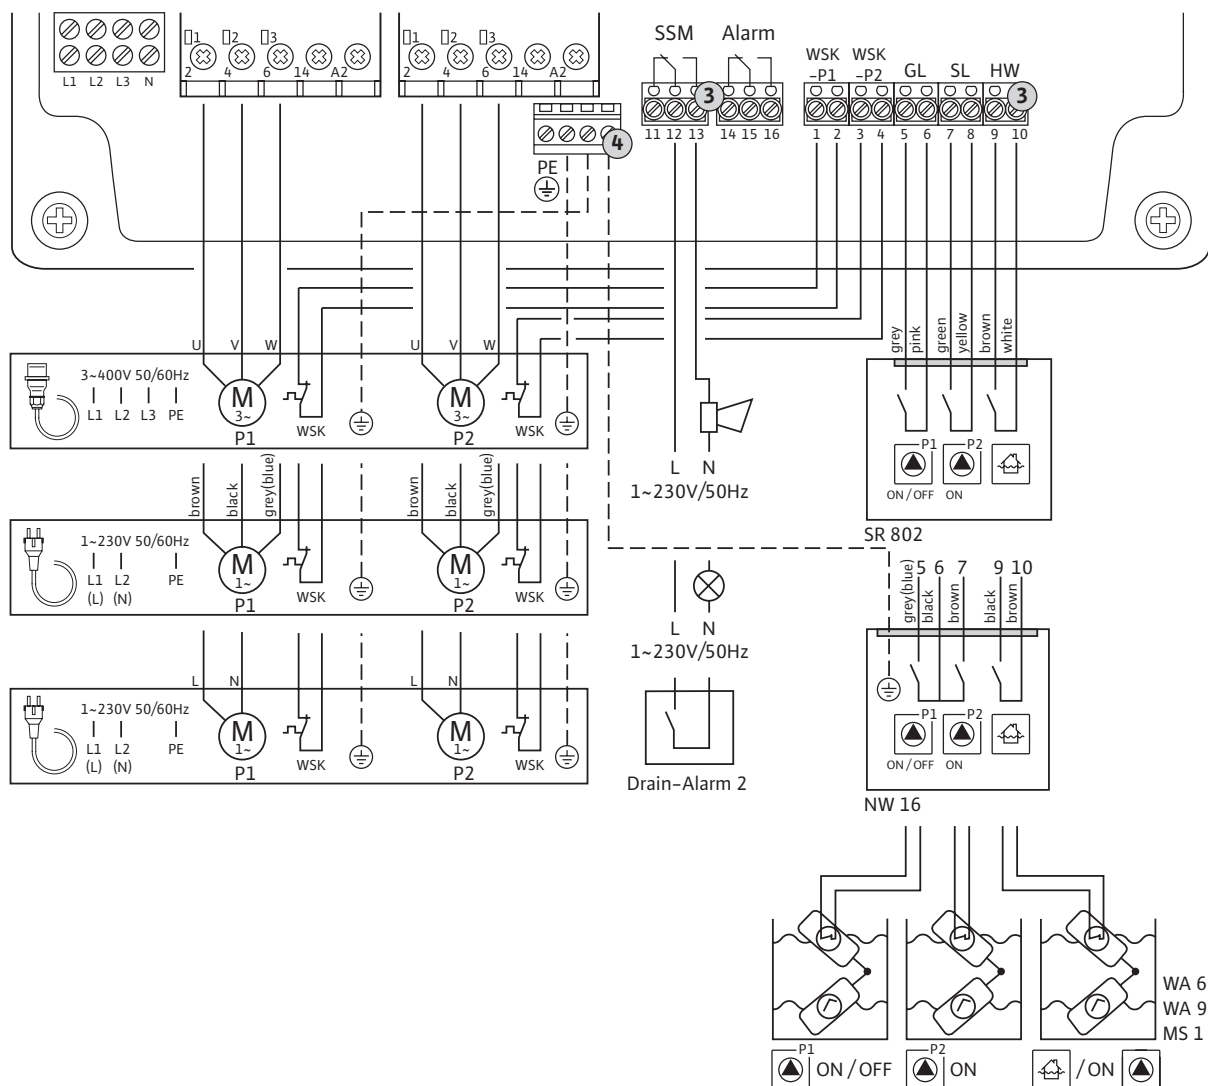 SSM Alarm
WSK
-P1
WSK
-P2
GL SL HW
1 2 3
1 2 3
L1 L2 L3 N
2 4 6 14 A2
2 4 6 14 A2
3
3
4
11 12 13 14 15 16
1 2 3 4 5 6 7 8 9 10
PE
grey
pink
green
yellow
brown
white
U V W
U V W
3~400V 50/60Hz
L1 L2 L3 PE
M
3~
P1
WSK
M
3~
P2
WSK
L N
1~230V/50Hz
P1
P2
ON/OFF ON
SR 802
brown
black
grey(blue)
brown
black
grey(blue)
1~230V 50/60Hz
L1 L2 PE
(L) (N)
M
1~
P1
WSK
M
1~
P2
WSK
L N
1~230V/50Hz
5 6 7 9 10
grey(blue)
black
brown
black
brown
P1
P2
ON/OFF ON
NW 16
L N
L N
1~230V 50/60Hz
L1 L2 PE
(L) (N)
M
1~
P1
WSK
M
1~
P2
WSK
Drain-Alarm 2
WA 6
WA 9
MS 1
P1
ON/OFF
P2
ON
/ON